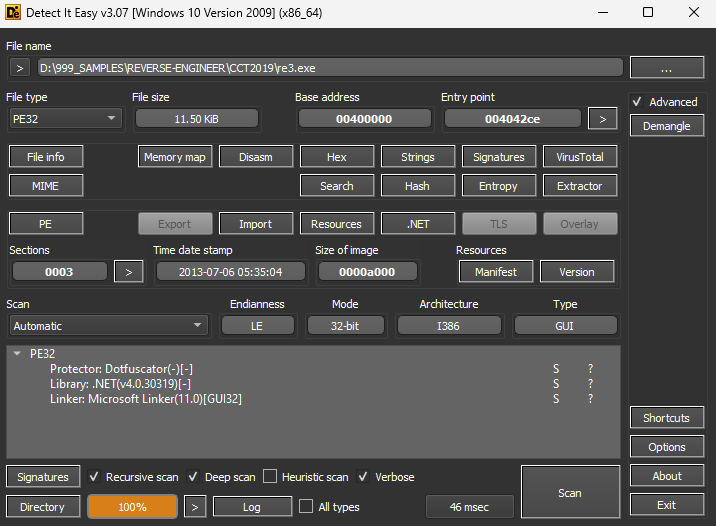 Detect It Easy v3.07 [Windows 10 Version 2009] (x86_64)
File name
> D:\999_SAMPLES\REVERSE-ENGINEER\CCT2019\re3.exe ...
File type File size Base address Entry point
PE32 11.50 KiB 00400000 004042ce > Advanced
Demangle
File info Memory map Disasm Hex Strings Signatures VirusTotal
MIME Search Hash Entropy Extractor
PE Export Import Resources .NET TLS Overlay
Sections Time date stamp Size of image Resources
0003 > 2013-07-06 05:35:04 0000a000 Manifest Version
Scan Endianness Mode Architecture Type
Automatic LE 32-bit I386 GUI
PE32
Protector: Dotfuscator(-)[-] S ?
Library: .NET(v4.0.30319)[-] S ?
Linker: Microsoft Linker(11.0)[GUI32] S ?
Shortcuts
Options
Signatures Recursive scan Deep scan Heuristic scan Verbose Scan About
Directory 100% > Log All types 46 msec Exit